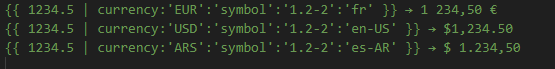 {{ 1234.5 | currency:'EUR':'symbol':'1.2-2':'fr' }} → 1 234,50 €
{{ 1234.5 | currency:'USD':'symbol':'1.2-2':'en-US' }} → $1,234.50
{{ 1234.5 | currency:'ARS':'symbol':'1.2-2':'es-AR' }} → $ 1.234,50